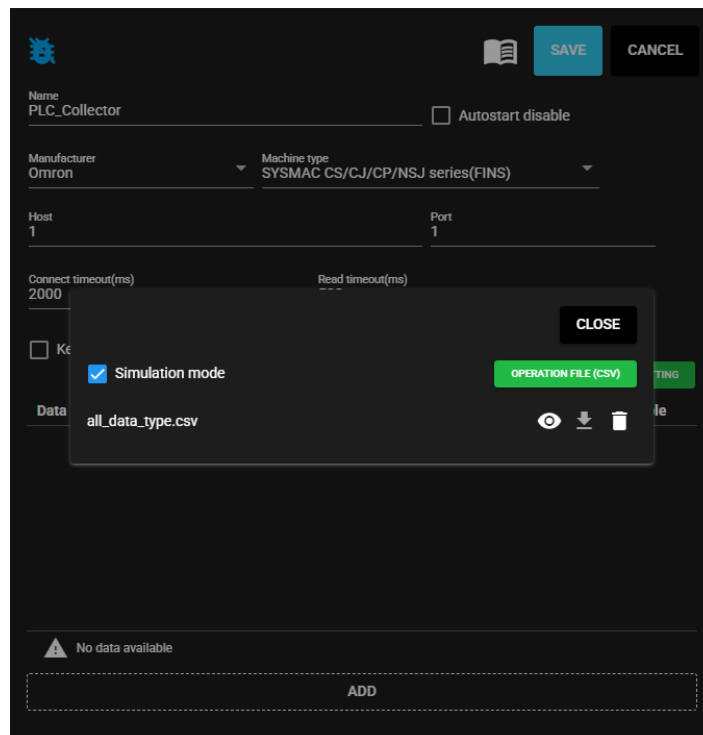 SAVE CANCEL
Name
PLC_Collector
Autostart disable
Manufacturer Machine type
Omron SYSMAC CS/CJ/CP/NSJ series(FINS)
Host Port
1 1
Connect timeout(ms) Read timeout(ms)
2000
CLOSE
Simulation mode OPERATION FILE (CSV)
Data
all_data_type.csv
No data available
ADD